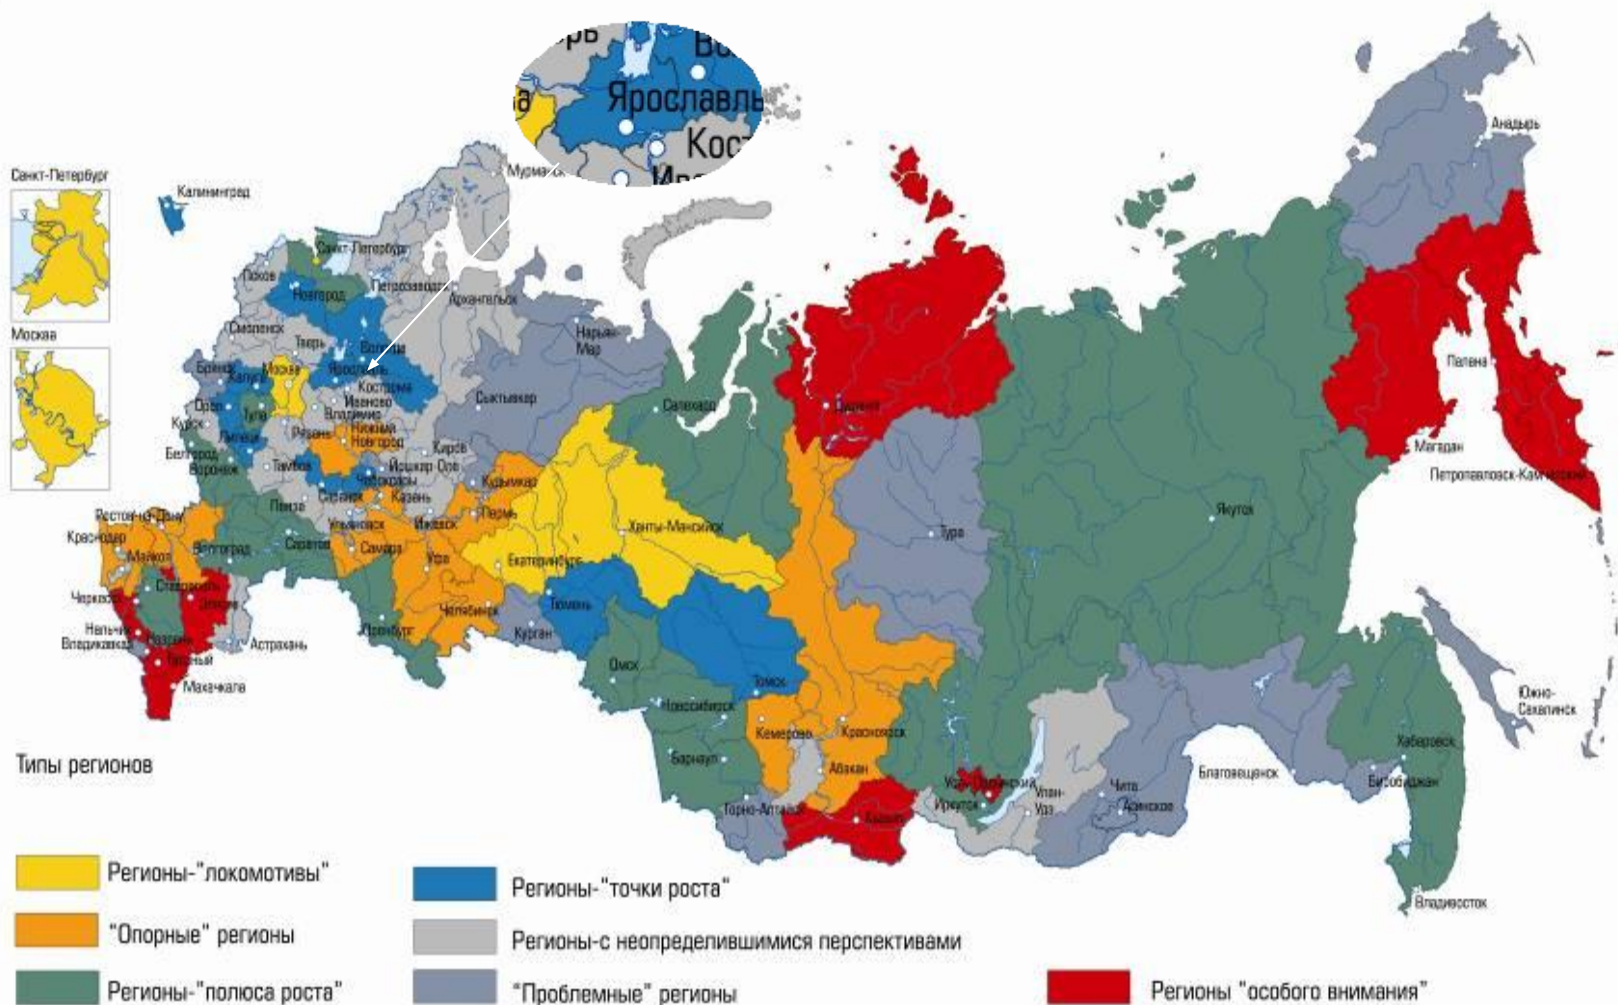 Ярославль
Санкт-Петербург
Москва
Калининград
Мурманск
Анадырь
Санкт-Петербург
Псков
Новгород
Петрозаводск
Архангельск
Смоленск
Тверь
Вологда
Нарьян-
Мар
Брянск
Калуга
Москва
Ярославль
Кострома
Иваново
Владимир
Орел
Тула
Курск
Рязань
Нижний
Новгород
Сыктывкар
Салехард
Дудинка
Палана
Магадан
Петропавловск-Камчатский
Липецк
Белгород
Воронеж
Тамбов
Киров
Йошкар-Ола
Чебоксары
Кудымкар
Саранск
Казань
Пенза
Пермь
Ульяновск
Ижевск
Ханты-Мансийск
Тура
Якутск
Ростов-на-Дону
Краснодар
Майкоп
Волгоград
Саратов
Самара
Уфа
Екатеринбург
Ставрополь
Черкесск
Элиста
Челябинск
Тюмень
Курган
Нальчик
Владикавказ
Назрань
Грозный
Астрахань
Оренбург
Махачкала
Омск
Томск
Новосибирск
Кемерово
Красноярск
Барнаул
Абакан
Горно-Алтайск
Кызыл
Усть-Ордынский
Иркутск
Улан-
Удэ
Чита
Агинское
Благовещенск
Биробиджан
Хабаровск
Южно-
Сахалинск
Владивосток
Типы регионов
Регионы-"локомотивы"
"Опорные" регионы
Регионы-"полюса роста"
Регионы-"точки роста"
Регионы-с неопределившимися перспективами
"Проблемные" регионы
Регионы "особого внимания"